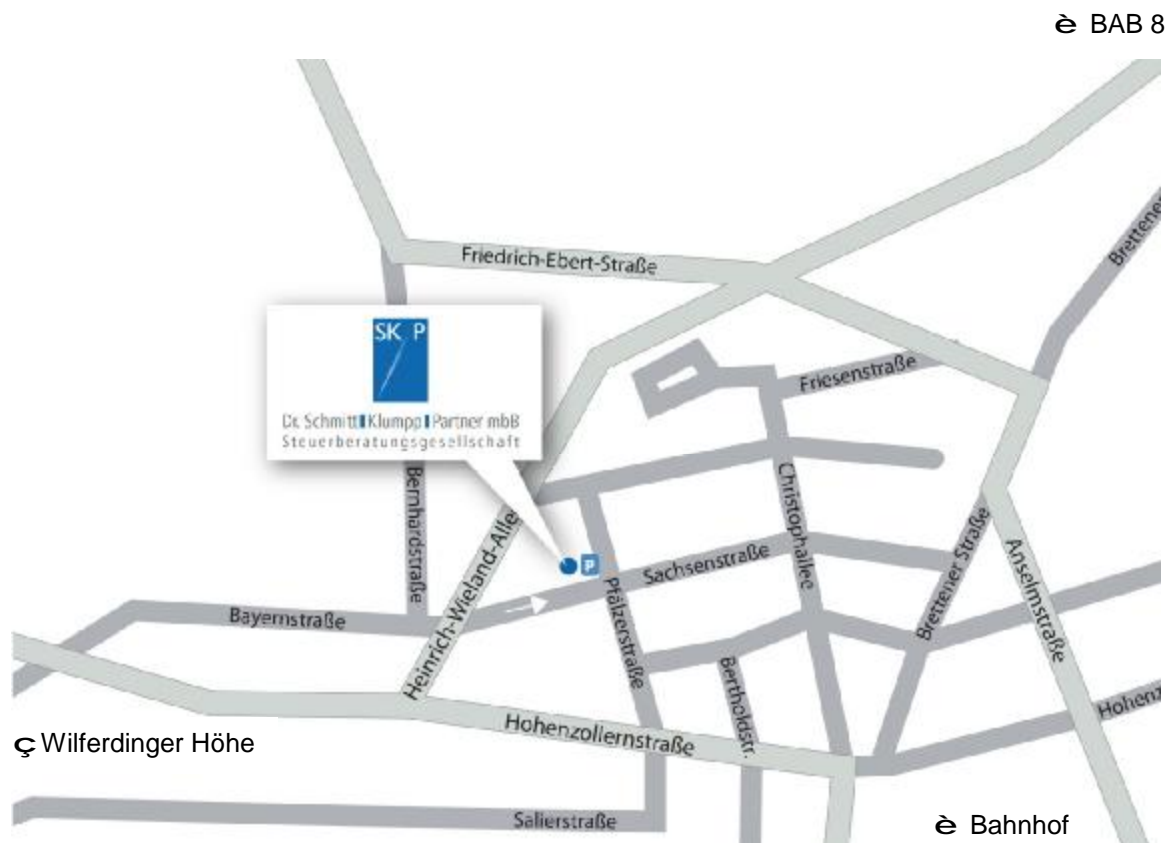 è BAB 8
Brettener
Friedrich-Ebert-Straße
SK P
Dr. Schmitt Klumpp Partner mbB
Steuerberatungsgesellschaft
Friesenstraße
Bernhardstraße
Heinrich-Wieland-Allee
Christophallee
P
Sachsenstraße
Pfälzerstraße
Brettener Straße
Anselmstraße
Bayernstraße
Bertholdstr.
Hohenz
Hohenzollernstraße
ç Wilferdinger Höhe
Salierstraße
è Bahnhof